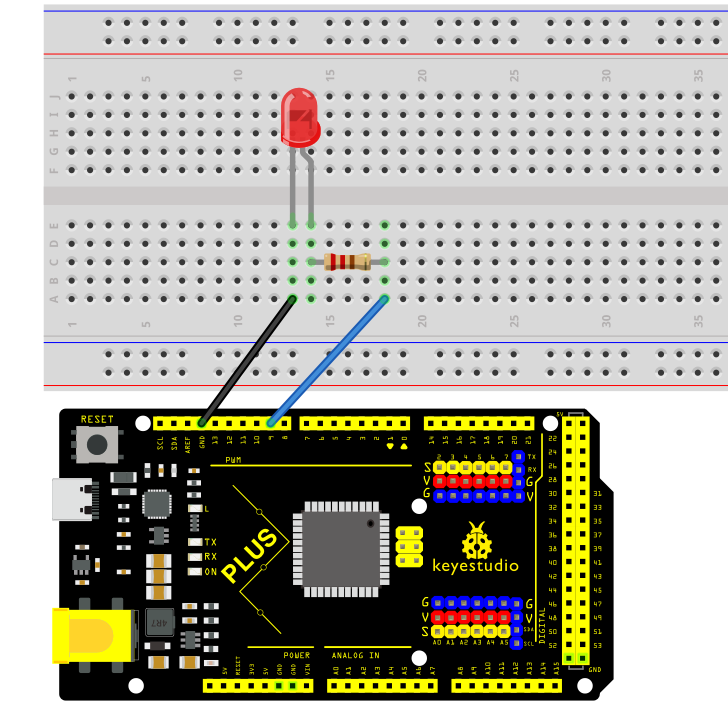 1 5 10 15 20 25 30 35
J
I
H
G
F
E
D
C
B
A
1 5 10 15 20 25 30 35
RESET
SCL SDA AREF GND 13 12 11 10 9 8 7 6 5 4 3 2 1 0 14 15 16 17 18 19 20 21
5V
PWM
22
24
26
28
30 31
32 33
34 35
36 37
38 39
40 41
42 43
44 45
46 47
48 49
50 51
52 53
GND
2 3 4 5 6 7 TX
S RX
V G
G V
L
TX
RX
ON
PLUS
keyestudio
4R7
DIGITAL
G G
V V
S SDA
A0 A1 A2 A3 A4 A5 SCL
POWER ANALOG IN
5V RESET 3V3 5V GND GND VIN A0 A1 A2 A3 A4 A5 A6 A7 A8 A9 A10 A11 A12 A13 A14 A15